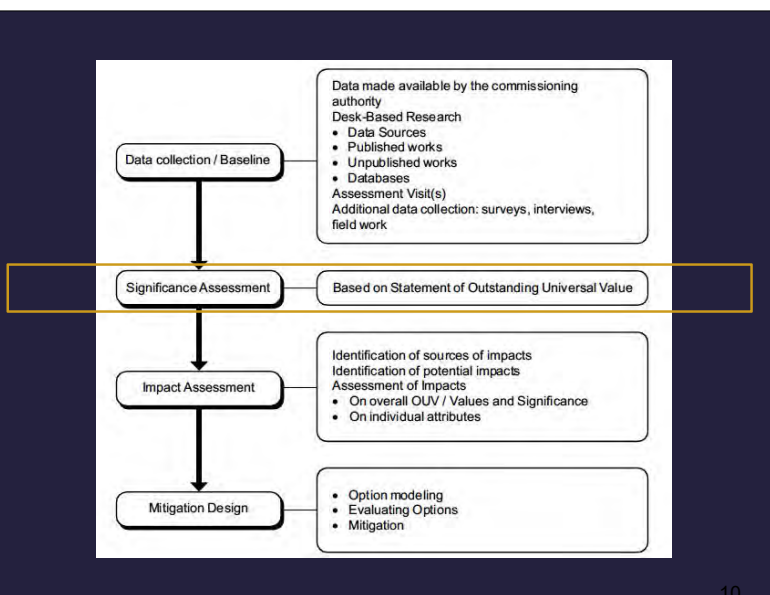 Data collection / Baseline
Data made available by the commissioning
authority
Desk-Based Research
• Data Sources
• Published works
• Unpublished works
• Databases
Assessment Visit(s)
Additional data collection: surveys, interviews,
field work
Significance Assessment
Based on Statement of Outstanding Universal Value
Impact Assessment
Identification of sources of impacts
Identification of potential impacts
Assessment of Impacts
• On overall OUV / Values and Significance
• On individual attributes
Mitigation Design
• Option modeling
• Evaluating Options
• Mitigation
10